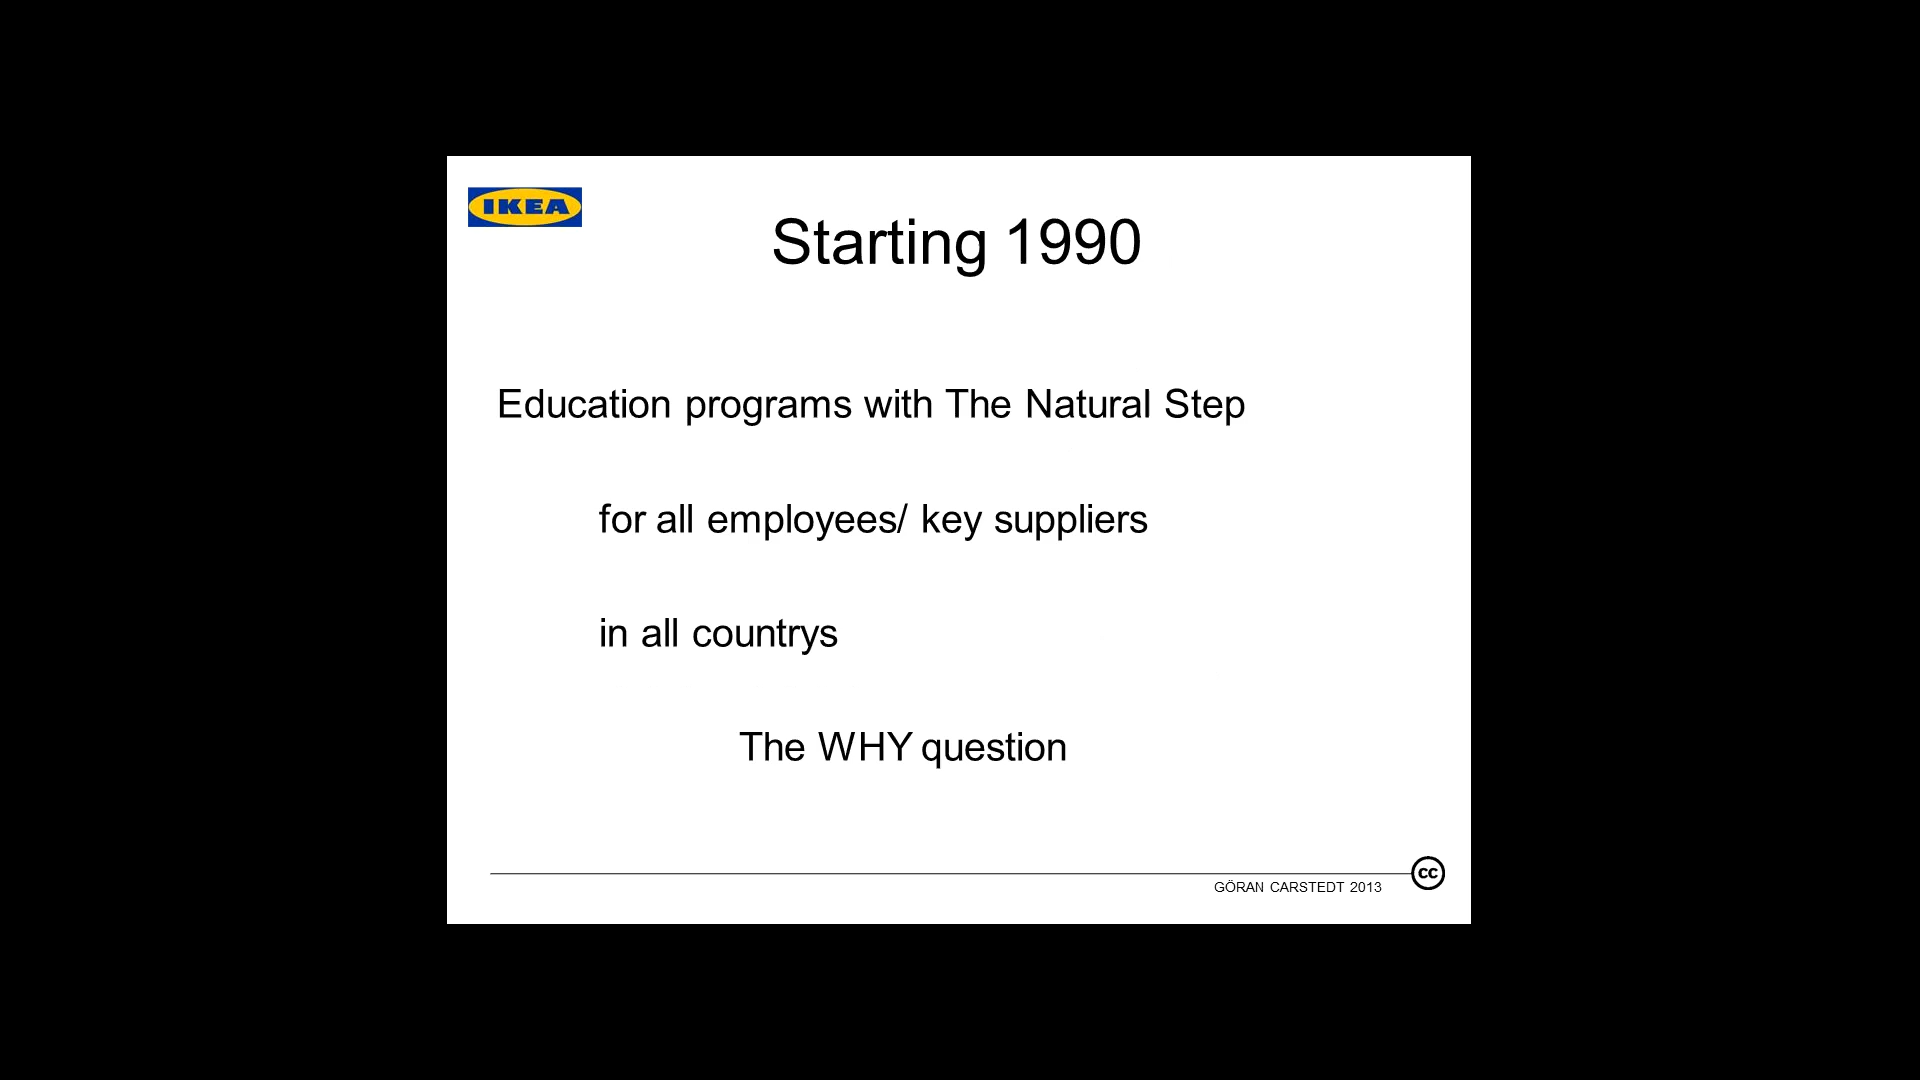 IKEA
Starting 1990
Education programs with The Natural Step
for all employees/ key suppliers
in all countrys
The WHY question
cc
GÖRAN CARSTEDT 2013